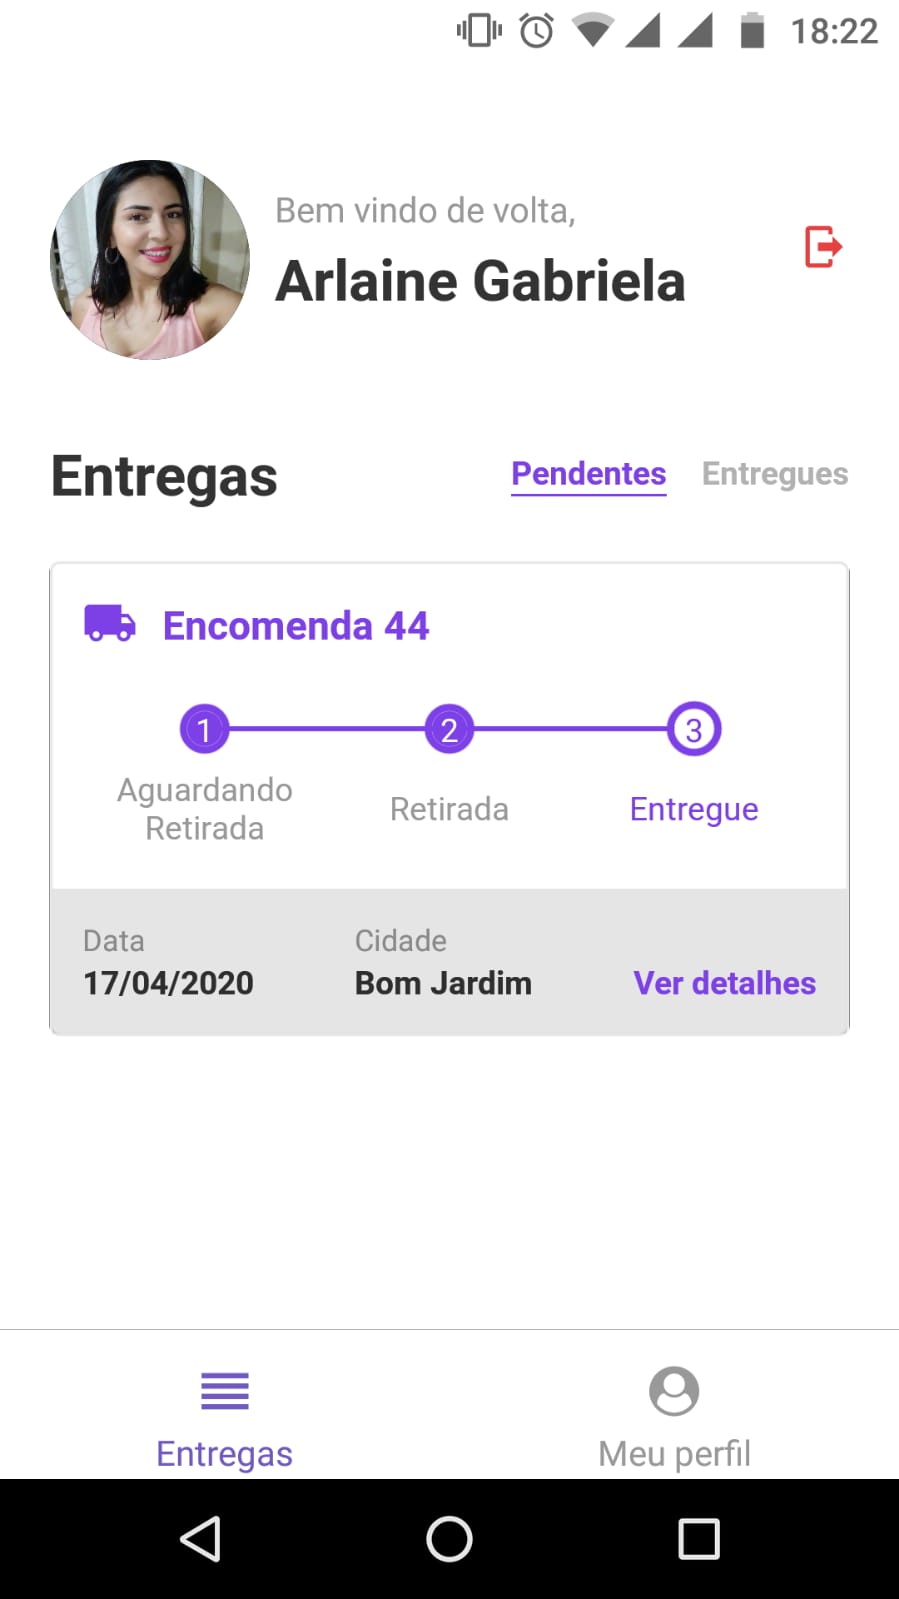 18:22
Bem vindo de volta,
Arlaine Gabriela
Entregas
Pendentes
Entregues
Encomenda 44
1
2
3
Aguardando
Retirada
Retirada
Entregue
Data
Cidade
17/04/2020
Bom Jardim
Ver detalhes
Entregas
Meu perfil